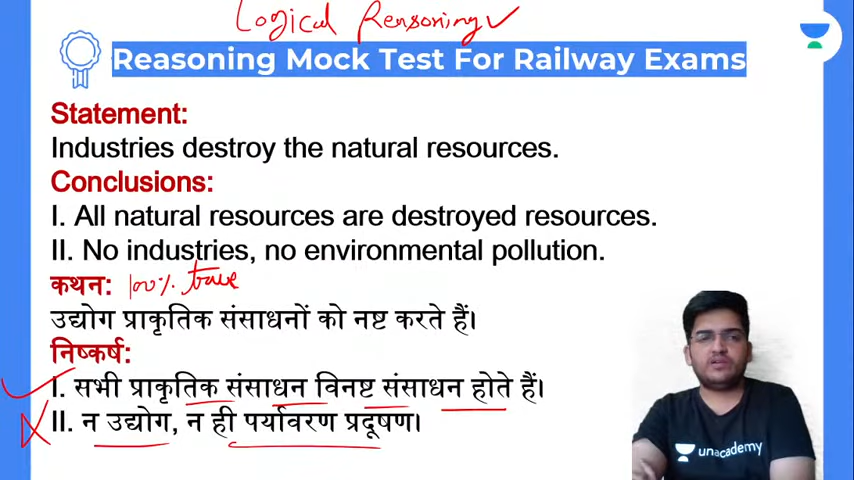 Logical Reasoning
Reasoning Mock Test For Railway Exams
Statement:
Industries destroy the natural resources.
Conclusions:
I. All natural resources are destroyed resources.
II. No industries, no environmental pollution.
कथन: 100% true
उद्योग प्राकृतिक संसाधनों को नष्ट करते हैं।
निष्कर्ष:
I. सभी प्राकृतिक संसाधन विनष्ट संसाधन होते हैं।
II. न उद्योग, न ही पर्यावरण प्रदूषण।
unacademy